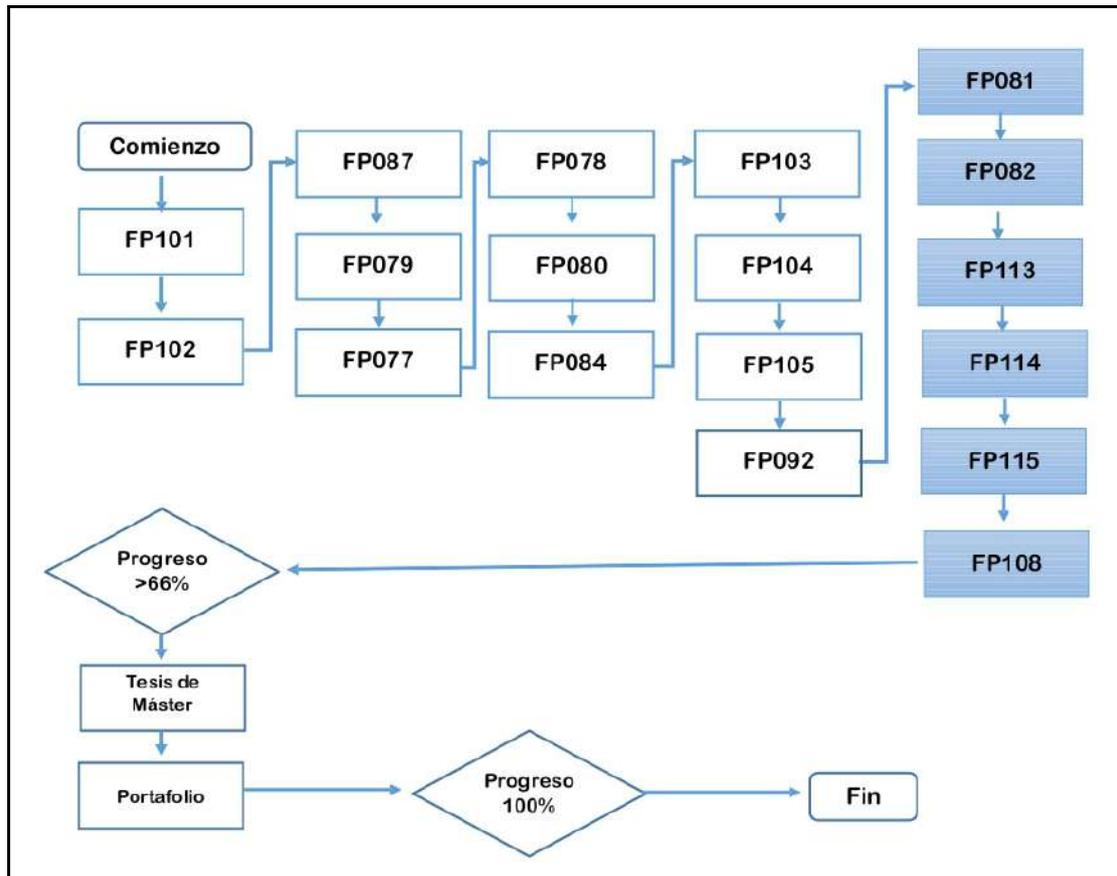 Comienzo
FP101
FP102
FP087
FP079
FP077
FP078
FP080
FP084
FP103
FP104
FP105
FP092
FP081
FP082
FP113
FP114
FP115
FP108
Progreso
>66%
Tesis de
Máster
Portafolio
Progreso
100%
Fin